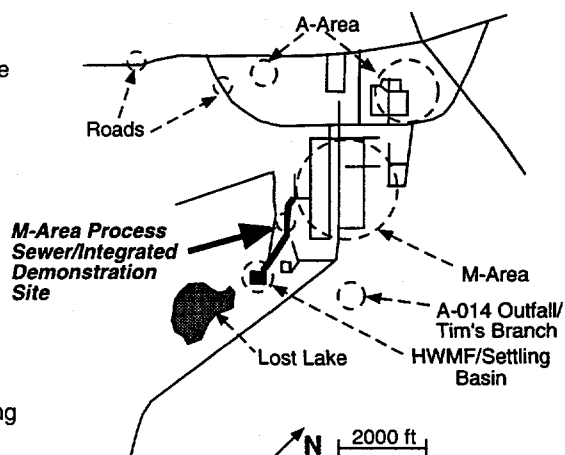 A-Area
e
Roads
M-Area Process
Sewer/Integrated
Demonstration
Site
M-Area
A-014 Outfall/
Tim's Branch
HWMF/Settling
Basin
Lost Lake
ng
N
2000 ft